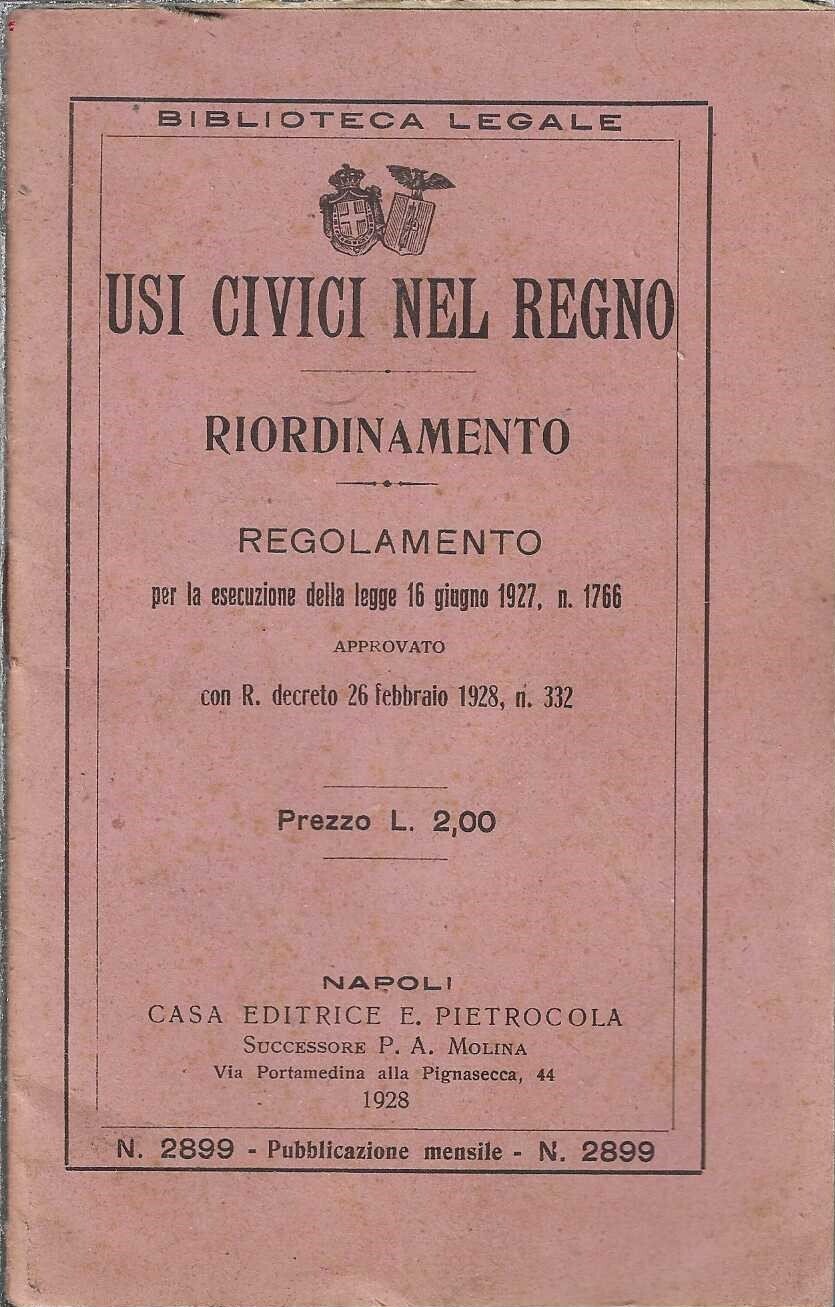 BIBLIOTECA LEGALE
USI CIVICI NEL REGNO
RIORDINAMENTO
REGOLAMENTO
per la esecuzione della legge 16 giugno 1927, n. 1766
APPROVATO
con R. decreto 26 febbraio 1928, n. 332
Prezzo L. 2,00
NAPOLI
CASA EDITRICE E. PIETROCOLA
SUCCESSORE P. A. MOLINA
Via Portamedina alla Pignasecca, 44
1928
N. 2899 - Pubblicazione mensile - N. 2899